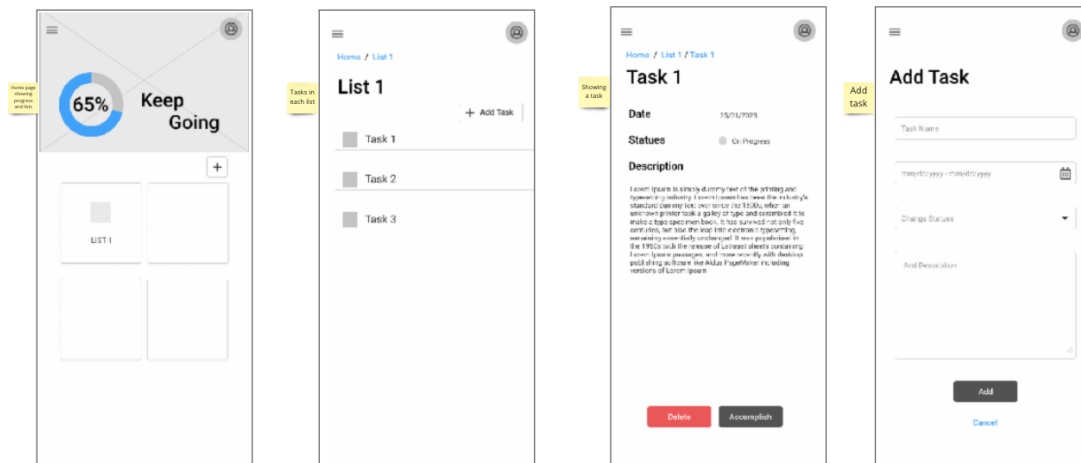 Home page
showing
progress
and lists
65%
Keep
Going
+
LIST 1
Tasks in
each list
Home / List 1
List 1
+ Add Task
Task 1
Task 2
Task 3
Showing
a task
Home / List 1 / Task 1
Task 1
Date
25/01/2023
Statues
On Progress
Description
Lorem Ipsum is simply dummy text of the printing and
typesetting industry. Lorem Ipsum has been the industry's
standard dummy text ever since the 1500s, when an
unknown printer took a galley of type and scrambled it to
make a type specimen book. It has survived not only five
centuries, but also the leap into electronic typesetting,
remaining essentially unchanged. It was popularised in
the 1960s with the release of Letraset sheets containing
Lorem Ipsum passages, and more recently with desktop
publishing software like Aldus PageMaker including
versions of Lorem Ipsum
Delete
Accomplish
Add
task
Add Task
Task Name
mm/dd/yyyy - mm/dd/yyyy
Change Statues
Add Description
Add
Cancel